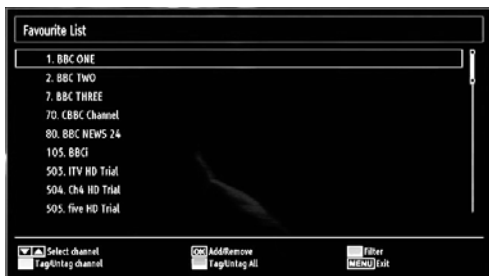 Favourite List
1. BBC ONE
2. BBC TWO
7. BBC THREE
70. CBBC Channel
80. BBC NEWS 24
105. BBCi
503. ITV HD Trial
504. Ch4 HD Trial
505. five HD Trial
Select channel OK Add/Remove Filter
Tag/Untag channel Tag/Untag All MENU Exit